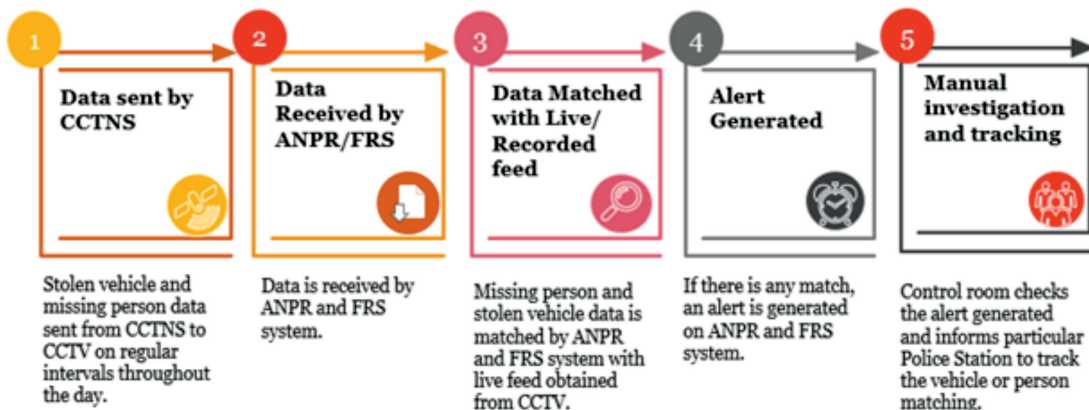 1
Data sent by
CCTNS
Stolen vehicle and
missing person data
sent from CCTNS to
CCTV on regular
intervals throughout
the day.
2
Data
Received by
ANPR/FRS
Data is received by
ANPR and FRS
system.
3
Data Matched
with Live/
Recorded
feed
Missing person and
stolen vehicle data is
matched by ANPR
and FRS system with
live feed obtained
from CCTV.
4
Alert
Generated
If there is any match,
an alert is generated
on ANPR and FRS
system.
5
Manual
investigation
and tracking
Control room checks
the alert generated
and informs particular
Police Station to track
the vehicle or person
matching.